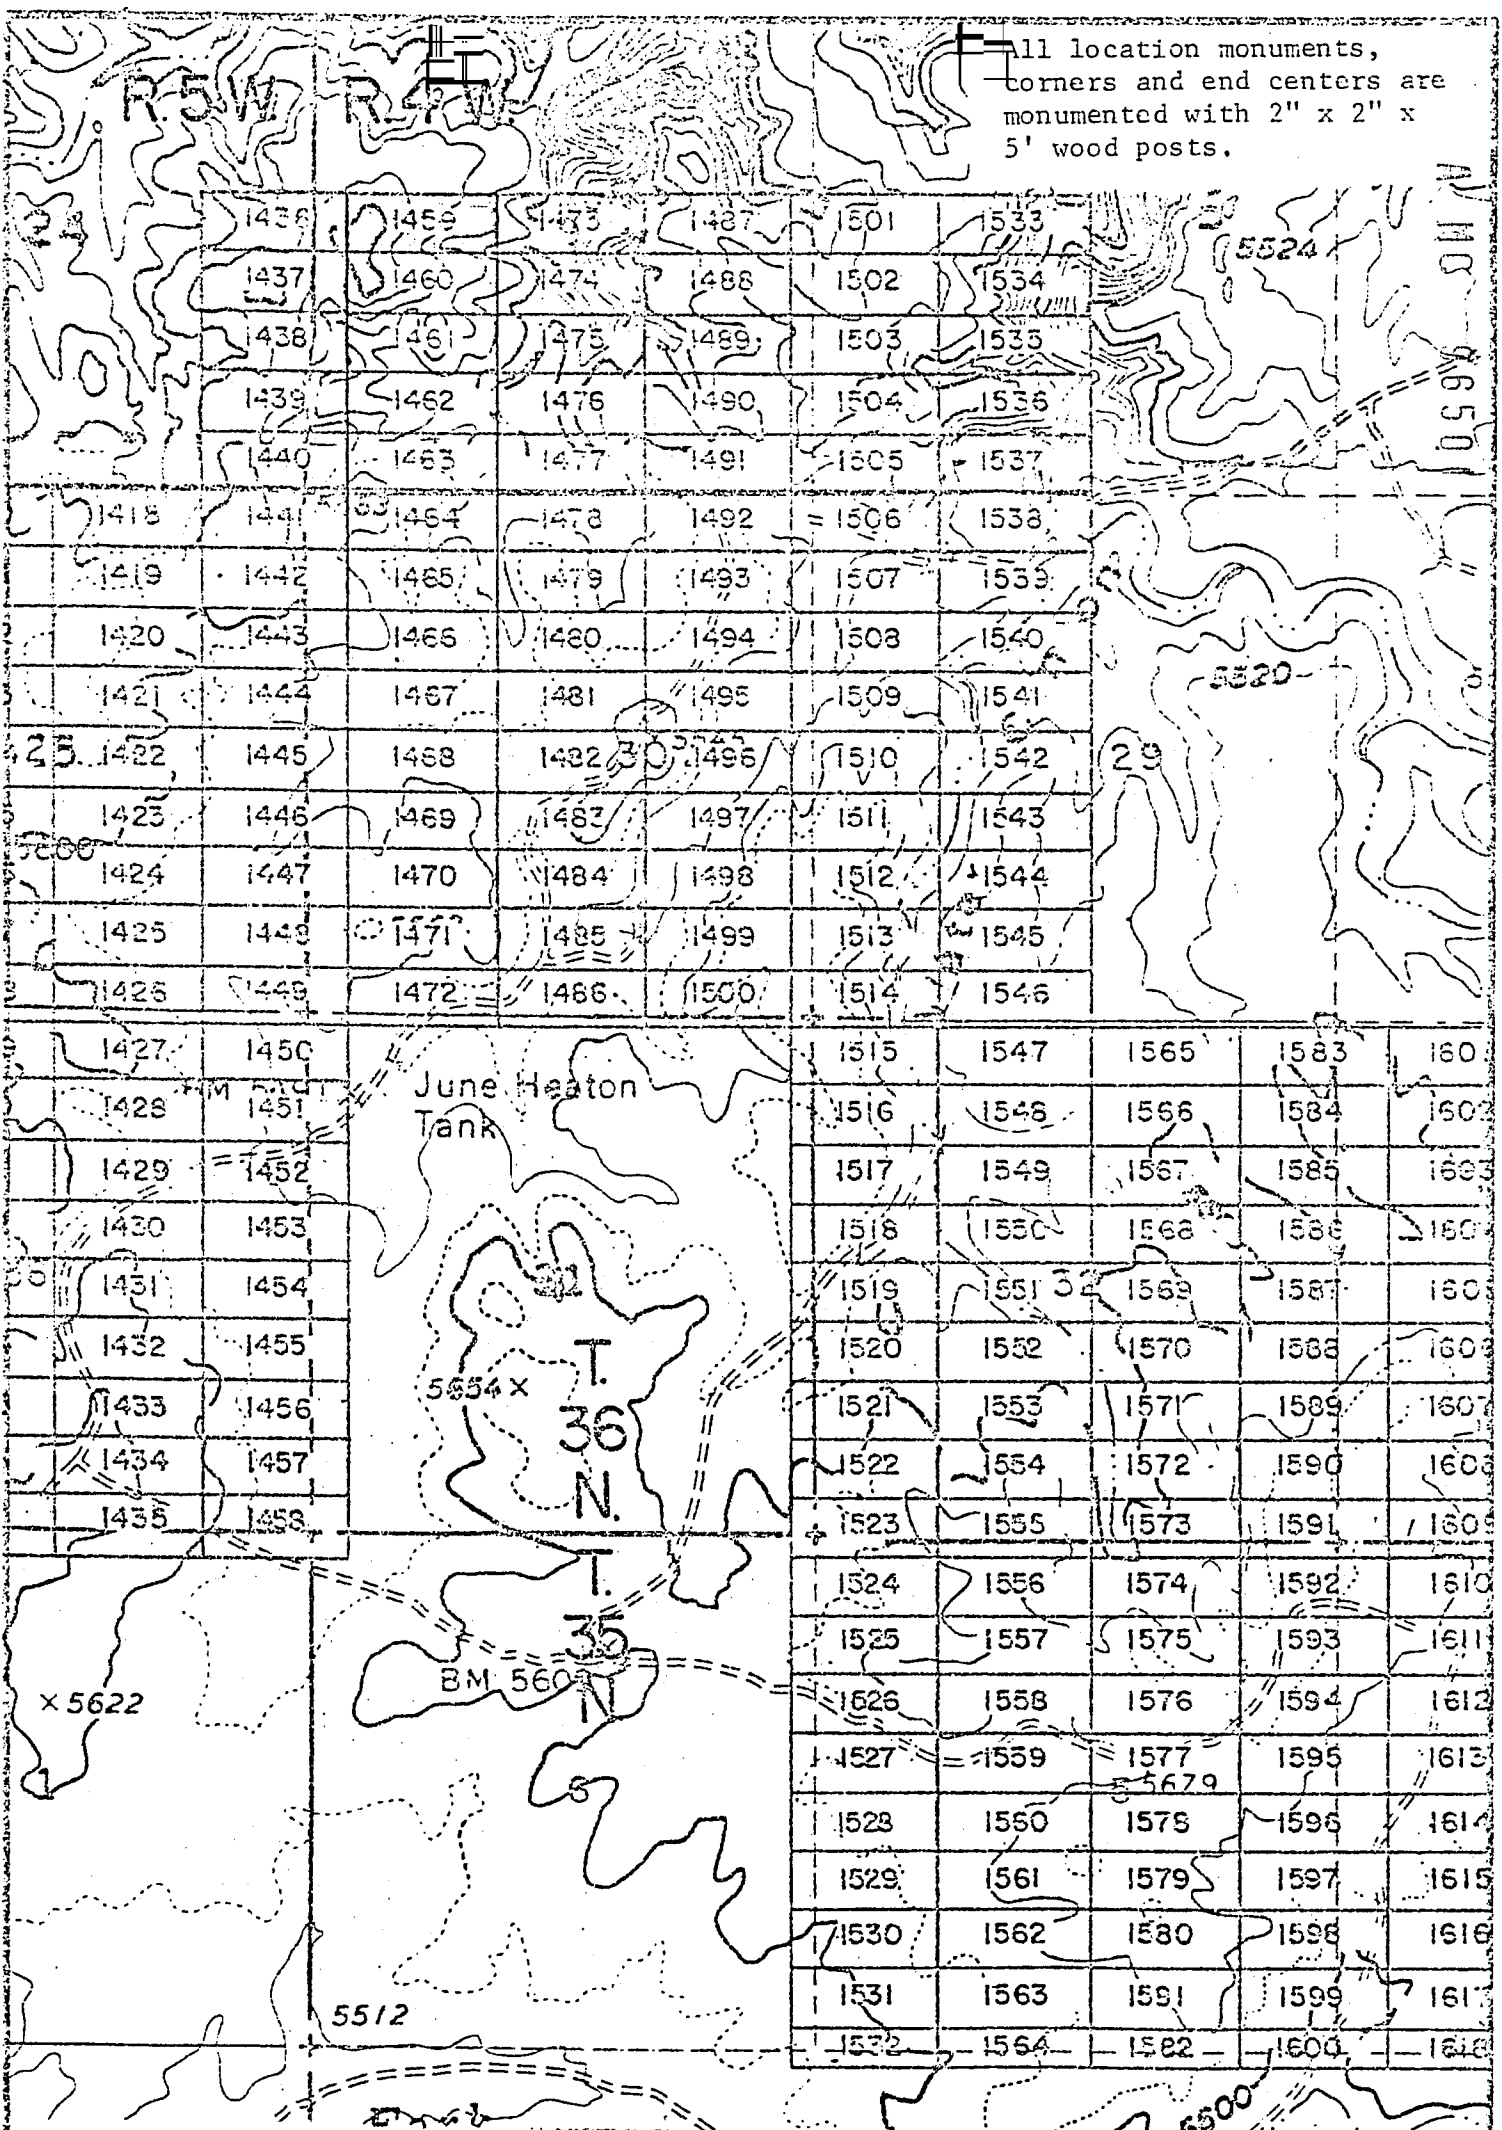 All location monuments,
corners and end centers are
monumented with 2" x 2" x
5' wood posts.
R.5W. R.4W.
1459 1473 1487 1501 1533
5524
1437 1460 1474 1488 1502 1534
1438 1461 1475 1489 1503 1535
1439 1462 1476 1490 1504 1536
1440 1463 1477 1491 1505 1537
1418 1441 1464 1478 1492 1506 1538
1419 1442 1465 1479 1493 1507 1539
1420 1443 1466 1480 1494 1508 1540
1421 1444 1467 1481 1495 1509 1541
5520
1422 1445 1468 1482 30 1496 1510 1542 29
1423 1446 1469 1483 1497 1511 1543
1424 1447 1470 1484 1498 1512 1544
1425 1448 1471 1485 1499 1513 1545
1426 1449 1472 1486 1500 1514 1546
1427 1450 1515 1547 1565 1583
June Heaton
Tank
1428 1451 1516 1548 1566 1584
1429 1452 1517 1549 1567 1585 1603
1430 1453 1518 1550 1568 1586
1431 1454 1519 1551 32 1569 1587
1432 1455 1520 1552 1570 1588
T.
36
N.
5654 ×
1433 1456 1521 1553 1571 1589 1607
1434 1457 1522 1554 1572 1590 1608
1435 1458 1523 1555 1573 1591
T.
35
N
1524 1556 1574 1592 1610
1525 1557 1575 1593 1611
BM 560
× 5622
1526 1558 1576 1594 1612
1527 1559 1577 1595 1613
5679
6
1528 1560 1578 1596 1614
1529 1561 1579 1597 1615
1530 1562 1580 1598 1616
1531 1563 1581 1599 1617
5512
1532 1564 1582 1600 1618